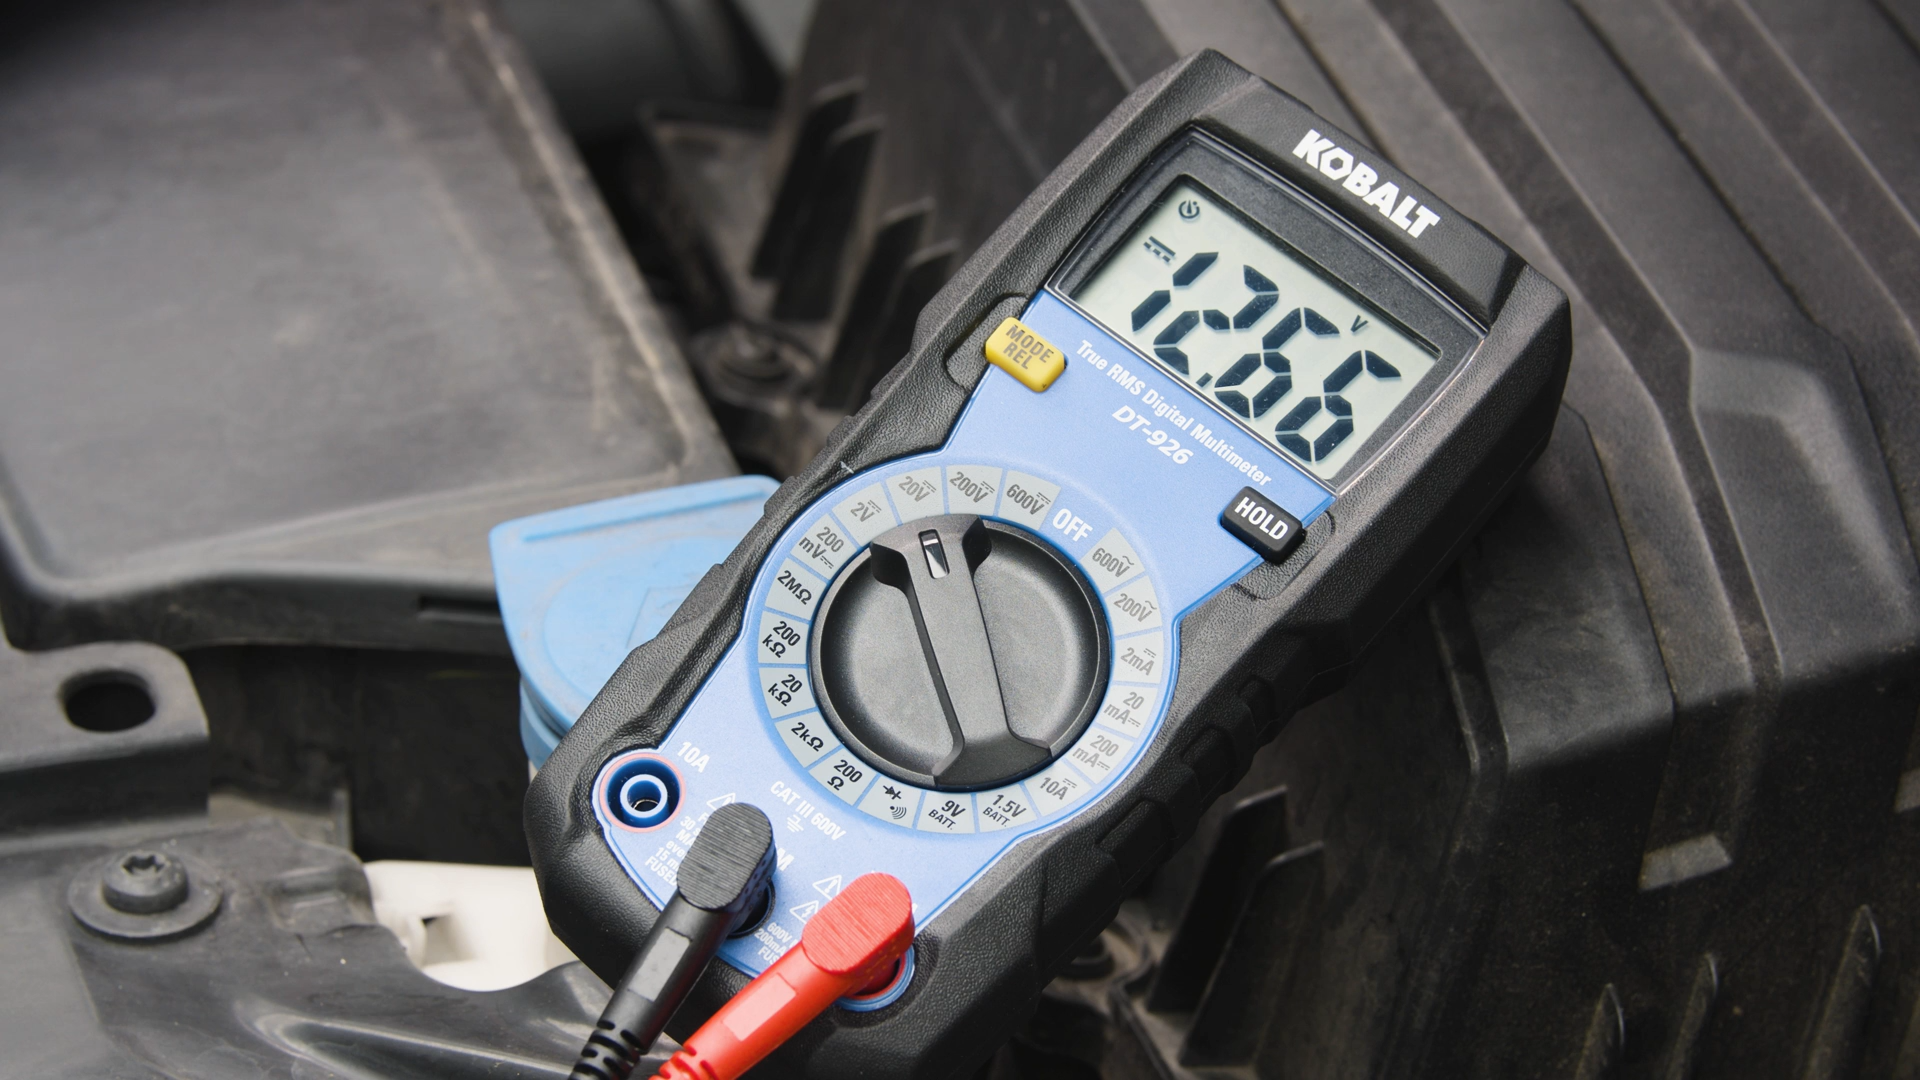 KOBALT
12.66
V
MODE
REL
True RMS Digital Multimeter
DT-926
HOLD
OFF
600V
200V
2mA
20
mA
200
mA
10A
1.5V
BATT.
9V
BATT.
200
Ω
2kΩ
20
kΩ
200
kΩ
2MΩ
200
mV
2V
20V
200V
600V
10A
CAT III 600V
600V